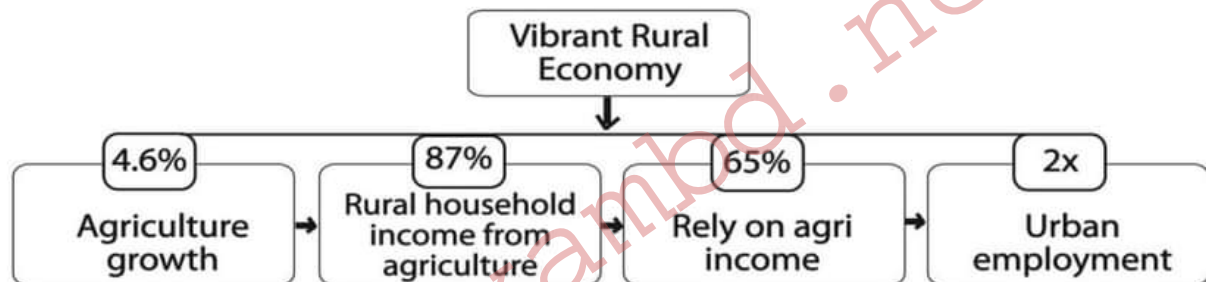 Vibrant Rural
Economy
4.6%
Agriculture
growth
87%
Rural household
income from
agriculture
65%
Rely on agri
income
2x
Urban
employment